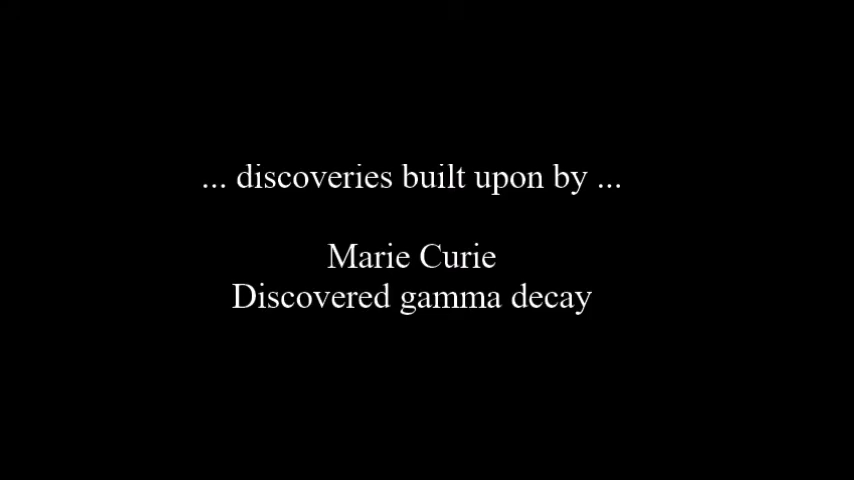 ... discoveries built upon by ...
Marie Curie
Discovered gamma decay